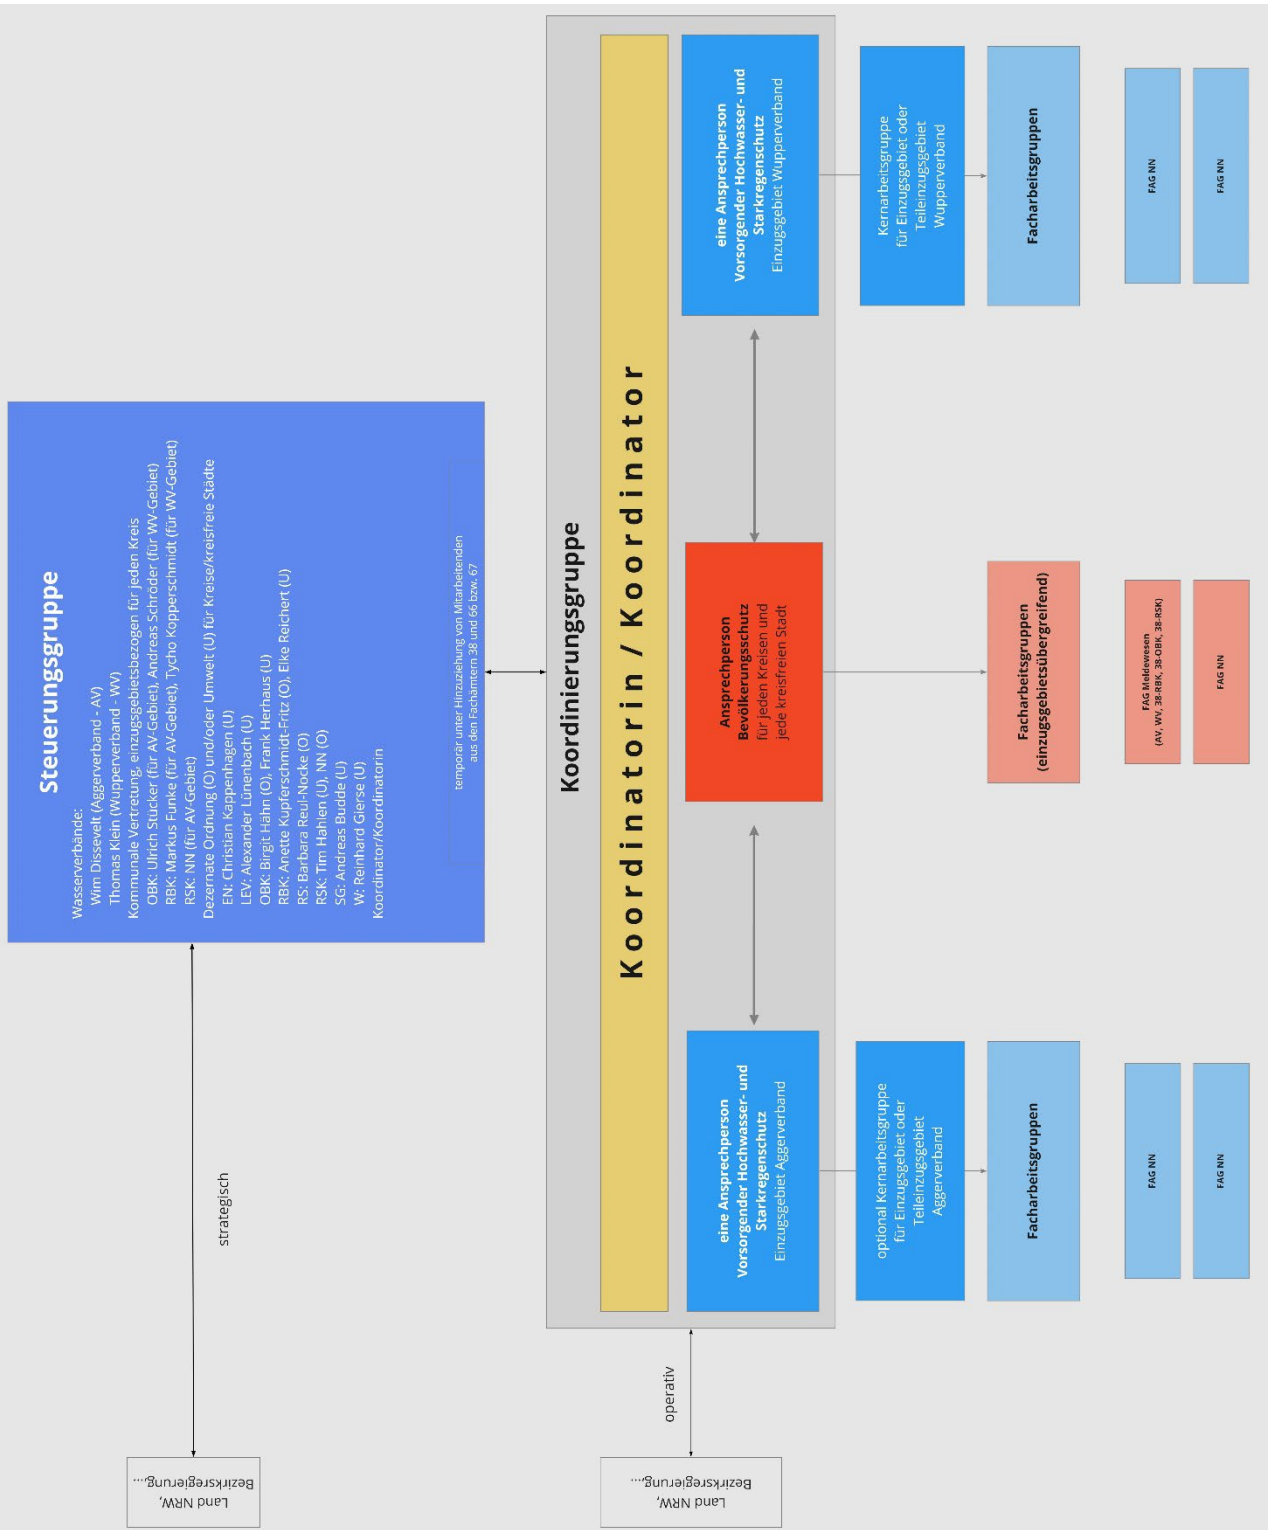 Steuerungsgruppe
Wasserverbände:
Wim Dissevelt (Aggerverband - AV)
Thomas Klein (Wupperverband - WV)
Kommunale Vertretung, einzugsgebietsbezogen für jeden Kreis
OBK: Ulrich Stücker (für AV-Gebiet), Andreas Schröder (für WV-Gebiet)
RBK: Markus Funke (für AV-Gebiet), Tycho Kopperschmidt (für WV-Gebiet)
RSK: NN (für AV-Gebiet)
Dezernate Ordnung (O) und/oder Umwelt (U) für Kreise/kreisfreie Städte
EN: Christian Kappenhagen (U)
LEV: Alexander Lünenbach (U)
OBK: Birgit Hähn (O), Frank Herhaus (U)
RBK: Anette Kupferschmidt-Fritz (O), Elke Reichert (U)
RS: Barbara Reul-Nocke (O)
RSK: Tim Hahlen (U), NN (O)
SG: Andreas Budde (U)
W: Reinhard Gierse (U)
Koordinator/Koordinatorin
temporär unter Hinzuziehung von Mitarbeitenden
aus den Fachämtern 38 und 66 bzw. 67
strategisch
Land NRW,
Bezirksregierung,...
Koordinierungsgruppe
Koordinatorin / Koordinator
operativ
Land NRW,
Bezirksregierung,...
eine Ansprechperson
Vorsorgender Hochwasser- und
Starkregenschutz
Einzugsgebiet Aggerverband
Ansprechperson
Bevölkerungsschutz
für jeden Kreisen und
jede kreisfreien Stadt
eine Ansprechperson
Vorsorgender Hochwasser- und
Starkregenschutz
Einzugsgebiet Wupperverband
optional Kernarbeitsgruppe
für Einzugsgebiet oder
Teileinzugsgebiet
Aggerverband
Kernarbeitsgruppe
für Einzugsgebiet oder
Teileinzugsgebiet
Wupperverband
Facharbeitsgruppen
Facharbeitsgruppen
(einzugsgebietsübergreifend)
Facharbeitsgruppen
FAG NN
FAG Meldewesen
(AV, WV, 38-RBK, 38-OBK, 38-RSK)
FAG NN
FAG NN
FAG NN
FAG NN